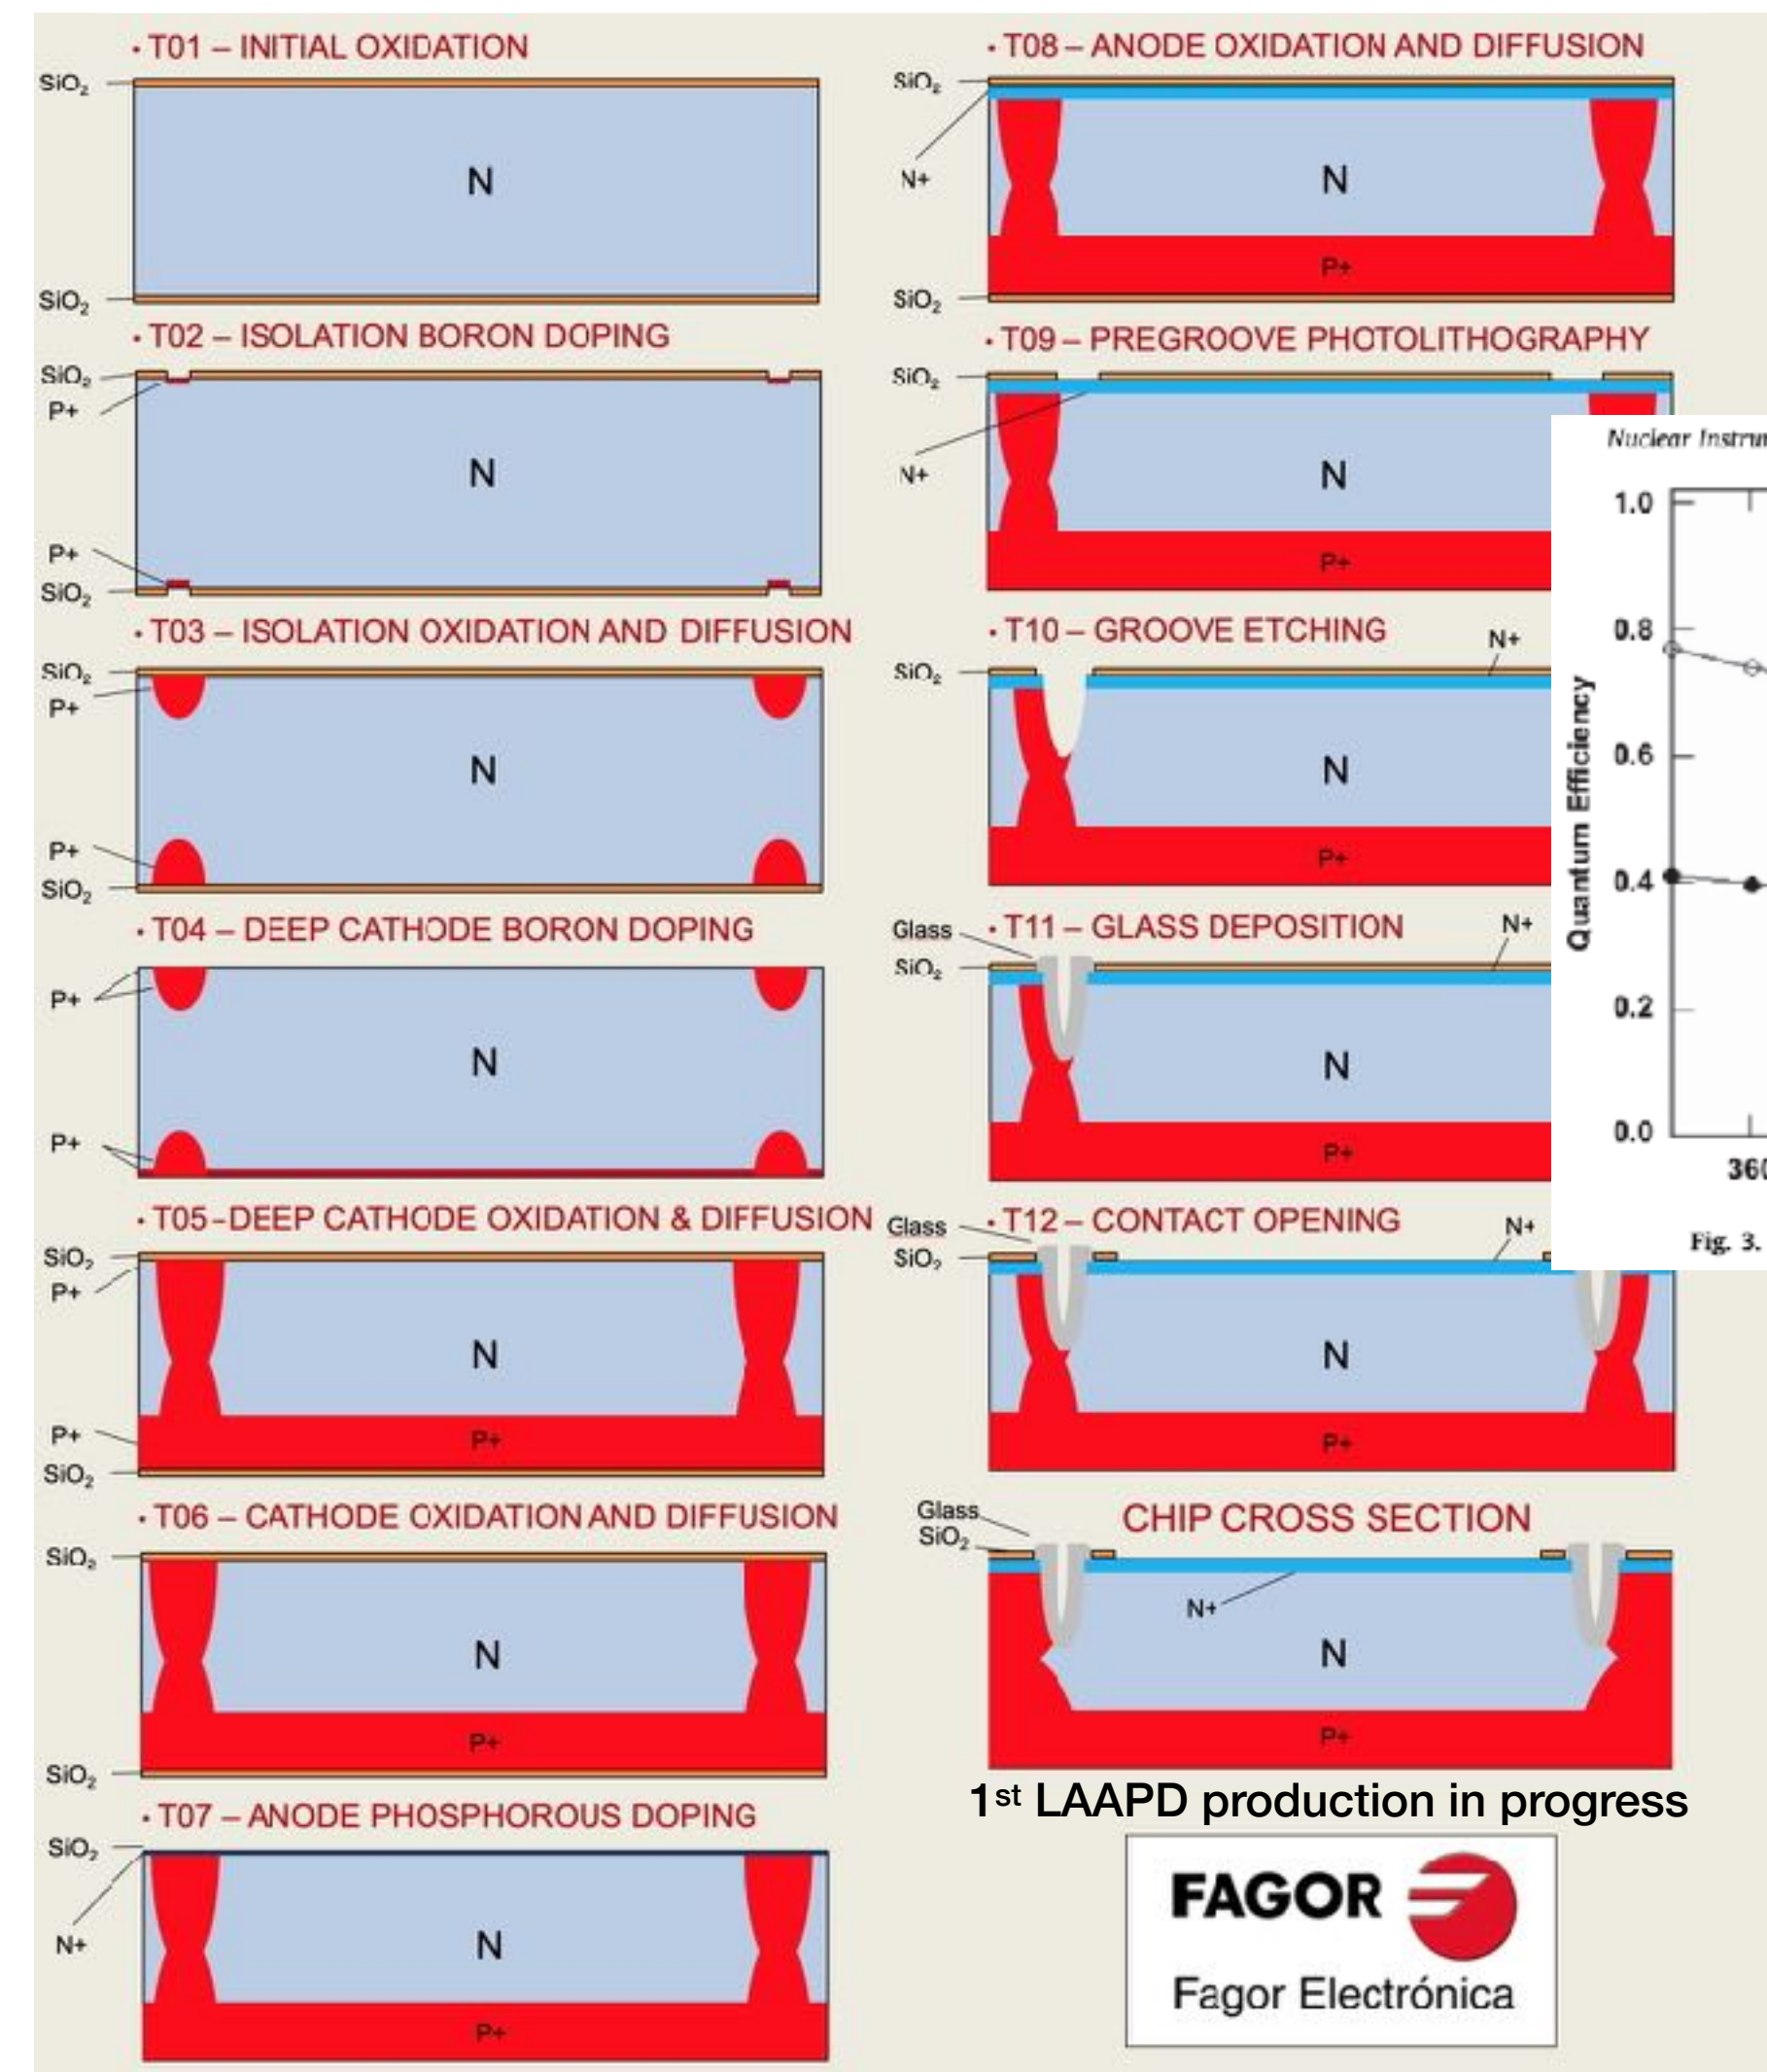 • T01 – INITIAL OXIDATION
SiO₂
N
SiO₂
• T02 – ISOLATION BORON DOPING
SiO₂
P+
N
P+
SiO₂
• T03 – ISOLATION OXIDATION AND DIFFUSION
SiO₂
P+
N
P+
SiO₂
• T04 – DEEP CATHODE BORON DOPING
P+
N
P+
• T05 – DEEP CATHODE OXIDATION & DIFFUSION
SiO₂
P+
N
P+
P+
SiO₂
• T06 – CATHODE OXIDATION AND DIFFUSION
SiO₂
N
P+
SiO₂
• T07 – ANODE PHOSPHOROUS DOPING
SiO₂
N+
N
P+
• T08 – ANODE OXIDATION AND DIFFUSION
SiO₂
N+
N
P+
SiO₂
• T09 – PREGROOVE PHOTOLITHOGRAPHY
SiO₂
N+
N
P+
• T10 – GROOVE ETCHING
N+
SiO₂
N
P+
• T11 – GLASS DEPOSITION
Glass
N+
SiO₂
N
P+
• T12 – CONTACT OPENING
Glass
N+
SiO₂
N
P+
CHIP CROSS SECTION
Glass
SiO₂
N+
N
P+
1st LAAPD production in progress
FAGOR
Fagor Electrónica
Nuclear
1.0
0.8
0.6
0.4
0.2
0.0
Quantum Efficiency
Fig. 3.